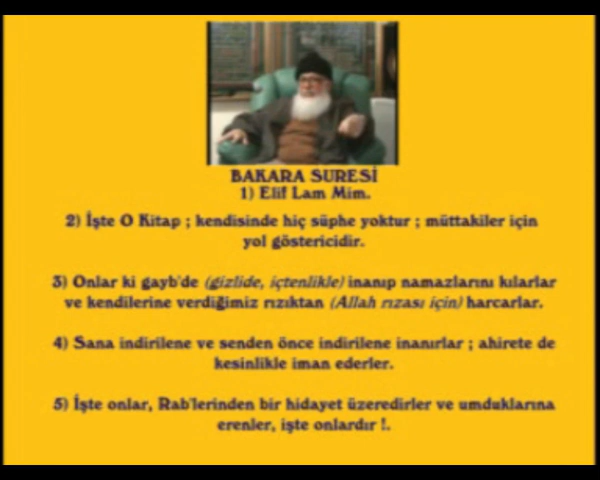 BAKARA SURESİ
1) Elif Lam Mim.
2) İşte O Kitap ; kendisinde hiç süphe yoktur ; müttakiler için
yol göstericidir.
3) Onlar ki gayb'de (gizlide, içtenlikle) inanıp namazlarını kılarlar
ve kendilerine verdiğimiz rızıktan (Allah rızası için) harcarlar.
4) Sana indirilene ve senden önce indirilene inanırlar ; ahirete de
kesinlikle iman ederler.
5) İşte onlar, Rab'lerinden bir hidayet üzeredirler ve umduklarına
erenler, işte onlardır !.